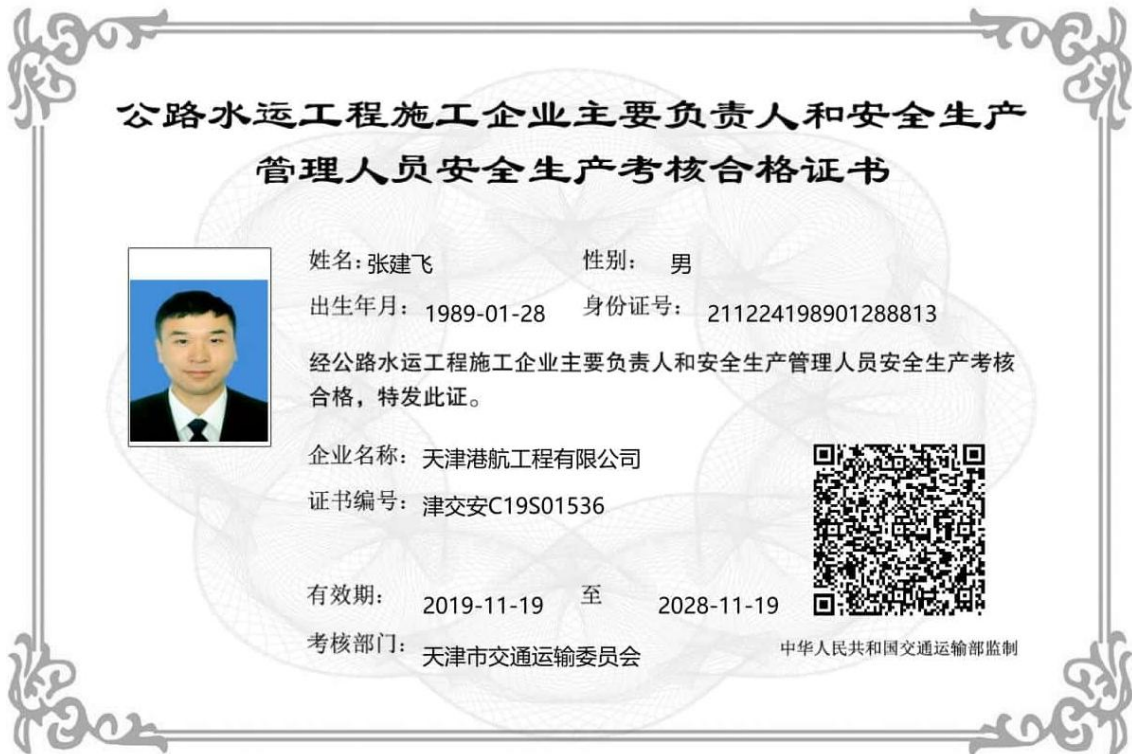 公路水运工程施工企业主要负责人和安全生产
管理人员安全生产考核合格证书
姓名：张建飞 性别： 男
出生年月：1989-01-28 身份证号：211224198901288813
经公路水运工程施工企业主要负责人和安全生产管理人员安全生产考核
合格，特发此证。
企业名称：天津港航工程有限公司
证书编号：津交安C19S01536
有效期： 2019-11-19 至 2028-11-19
考核部门：天津市交通运输委员会
中华人民共和国交通运输部监制